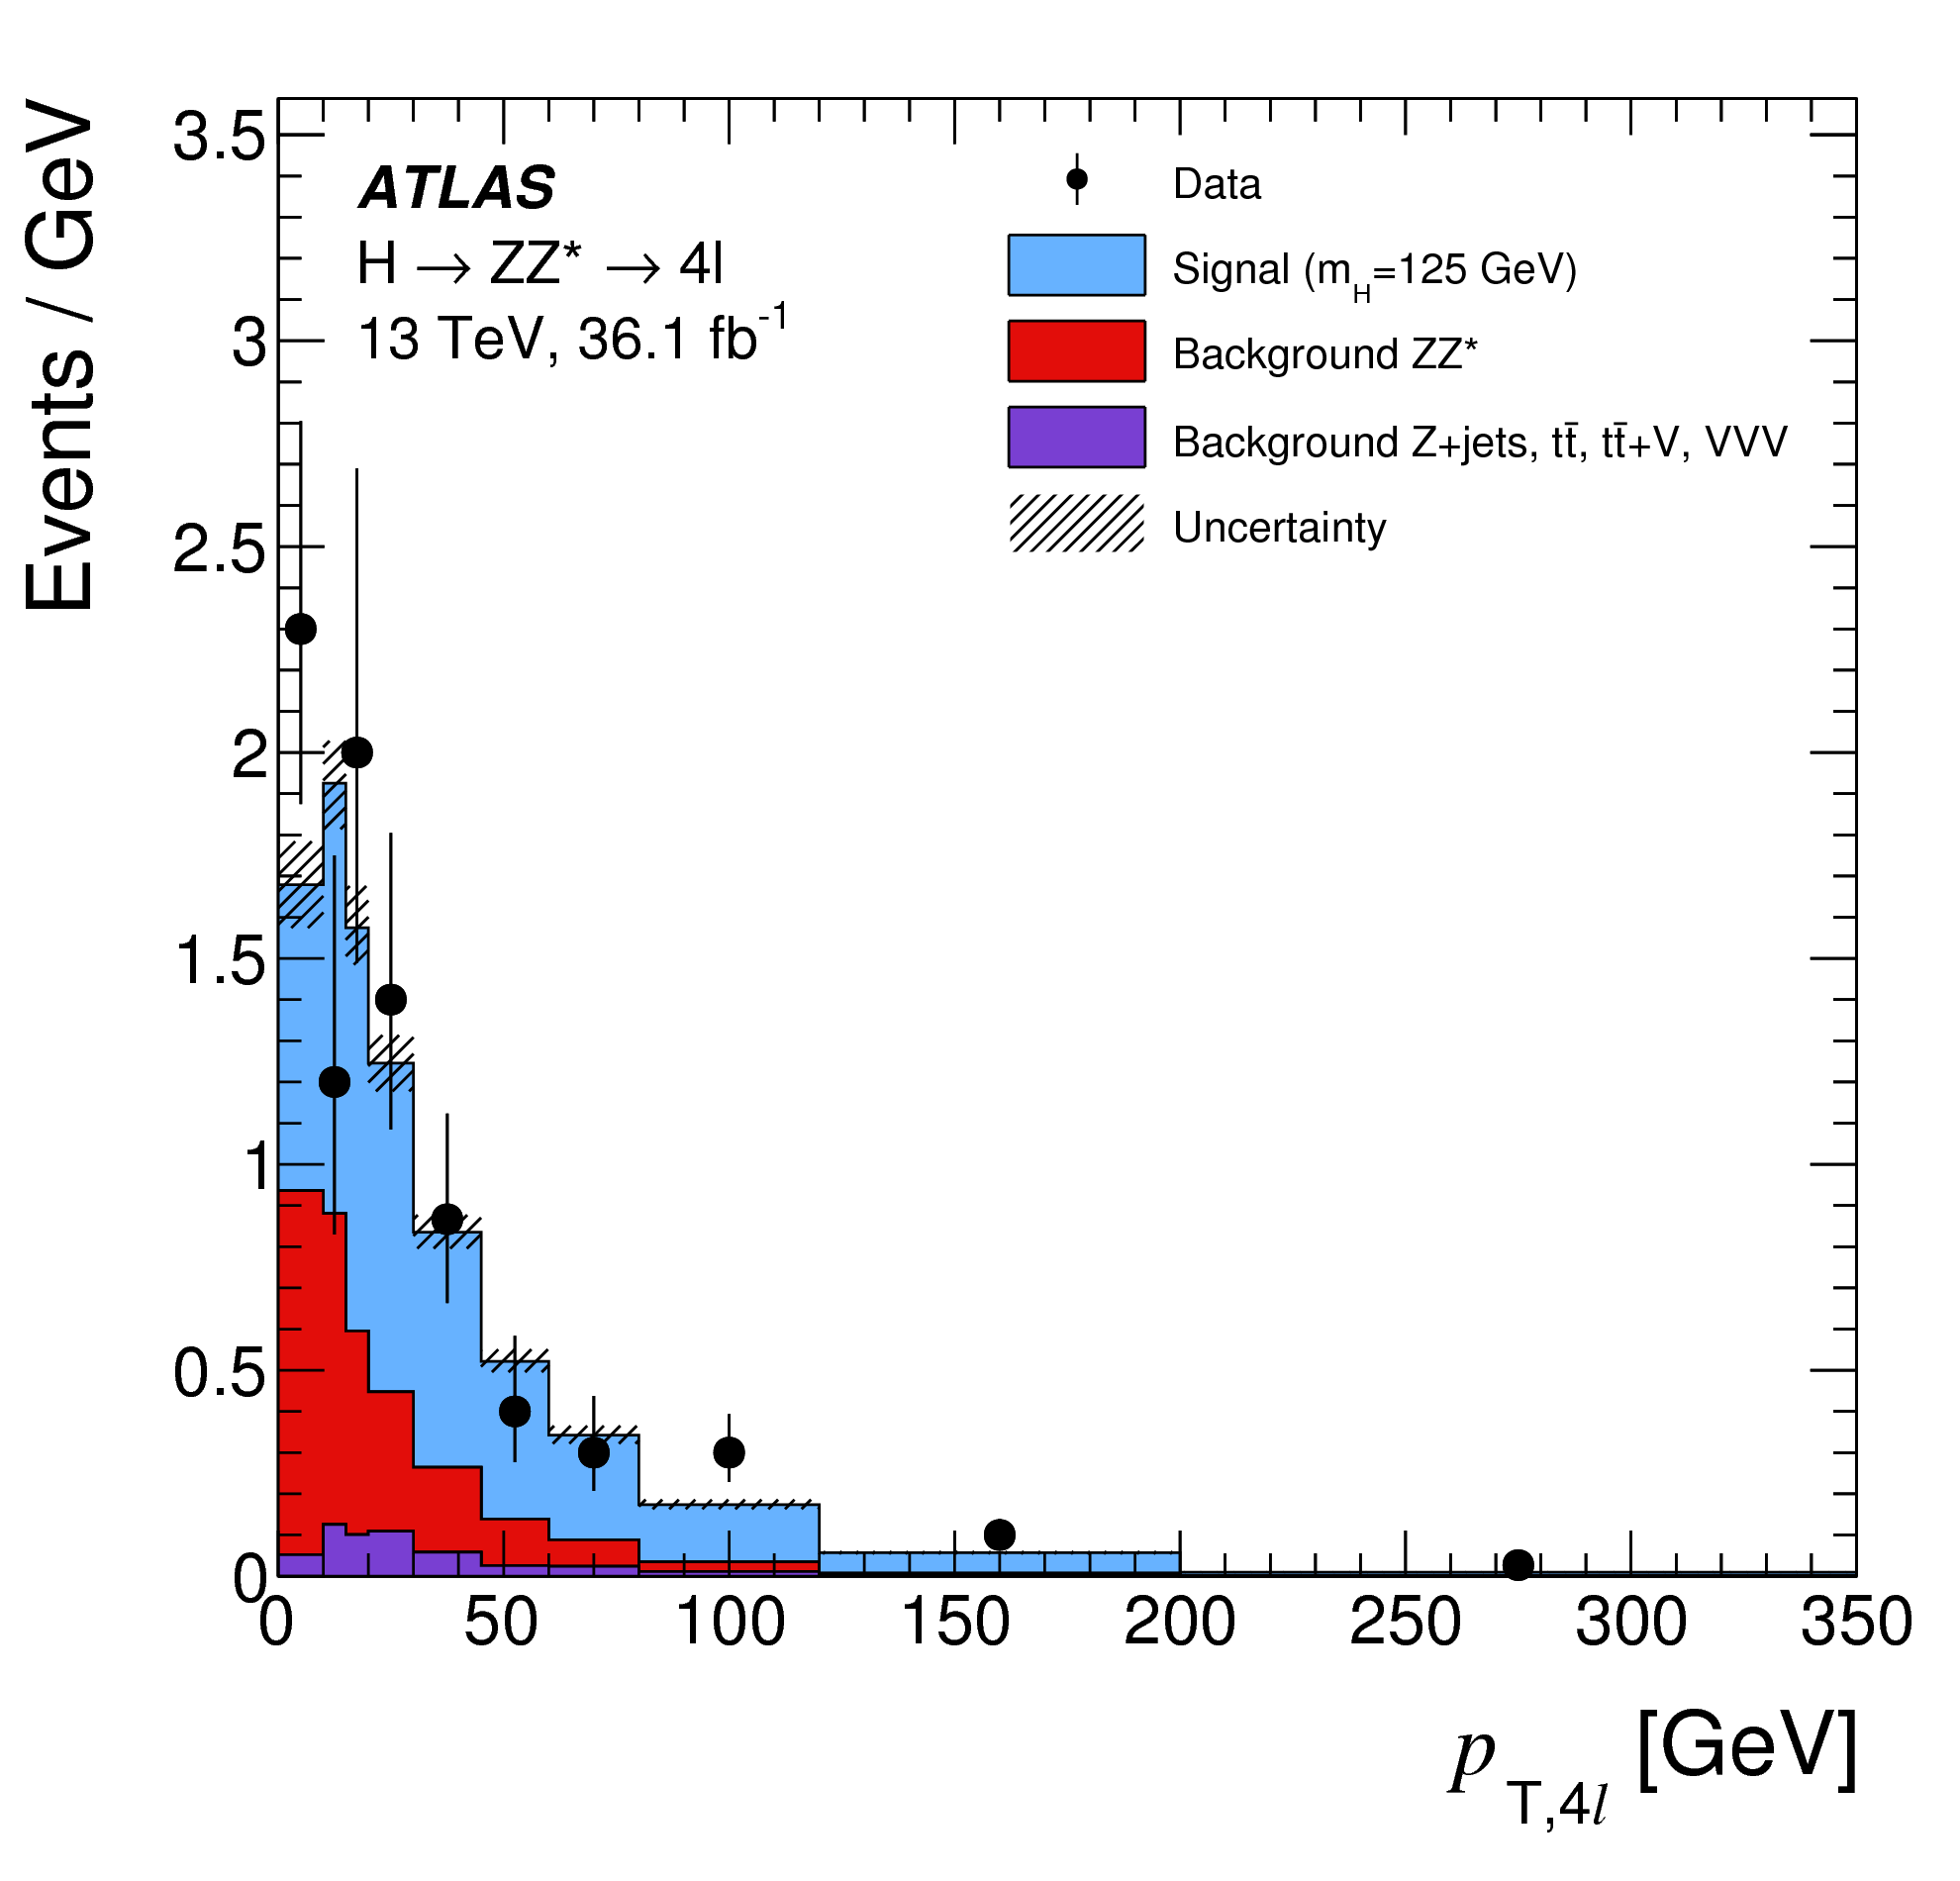 Events / GeV
3.5
3
2.5
2
1.5
1
0.5
0
ATLAS
H → ZZ* → 4l
13 TeV, 36.1 fb⁻¹
Data
Signal (m_H=125 GeV)
Background ZZ*
Background Z+jets, tt̄, tt̄+V, VVV
Uncertainty
0 50 100 150 200 250 300 350
p_T,4l [GeV]